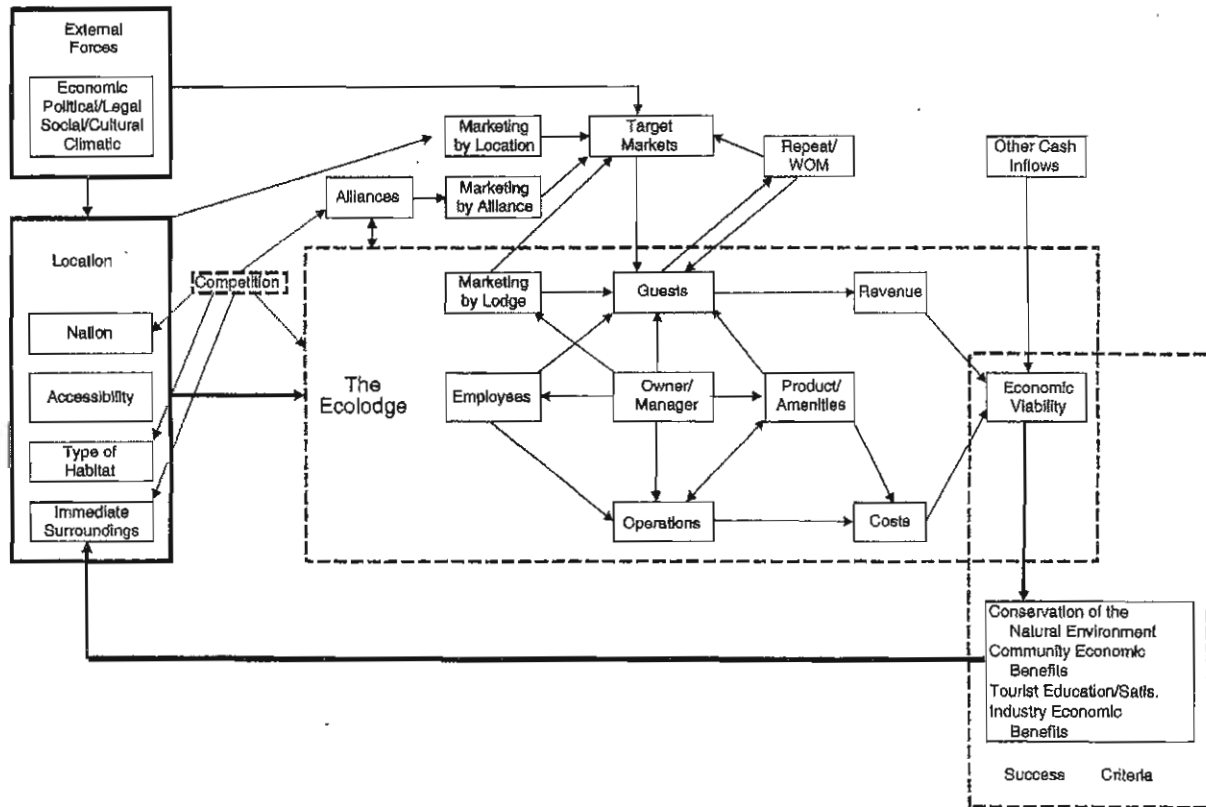 External
Forces
Economic
Political/Legal
Social/Cultural
Climatic
Marketing
by Location
Target
Markets
Repeat/
WOM
Other Cash
Inflows
Alliances
Marketing
by Alliance
Location
Competition
Marketing
by Lodge
Guests
Revenue
Nation
Accessibility
The
Ecolodge
Employees
Owner/
Manager
Product/
Amenities
Economic
Viability
Type of
Habitat
Immediate
Surroundings
Operations
Costs
Conservation of the
Natural Environment
Community Economic
Benefits
Tourist Education/Satis.
Industry Economic
Benefits
Success Criteria